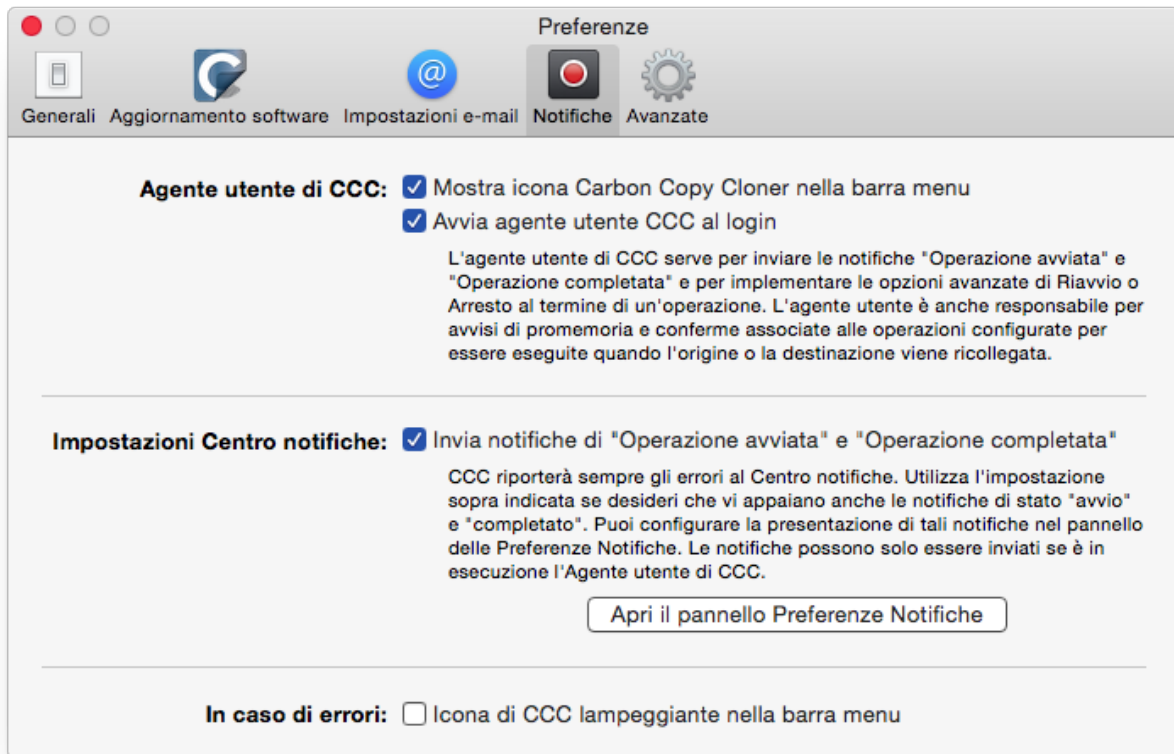 Preferenze
Generali Aggiornamento software Impostazioni e-mail Notifiche Avanzate
Agente utente di CCC: Mostra icona Carbon Copy Cloner nella barra menu
Avvia agente utente CCC al login
L'agente utente di CCC serve per inviare le notifiche "Operazione avviata" e
"Operazione completata" e per implementare le opzioni avanzate di Riavvio o
Arresto al termine di un'operazione. L'agente utente è anche responsabile per
avvisi di promemoria e conferme associate alle operazioni configurate per
essere eseguite quando l'origine o la destinazione viene ricollegata.
Impostazioni Centro notifiche: Invia notifiche di "Operazione avviata" e "Operazione completata"
CCC riporterà sempre gli errori al Centro notifiche. Utilizza l'impostazione
sopra indicata se desideri che vi appaiano anche le notifiche di stato "avvio"
e "completato". Puoi configurare la presentazione di tali notifiche nel pannello
delle Preferenze Notifiche. Le notifiche possono solo essere inviati se è in
esecuzione l'Agente utente di CCC.
Apri il pannello Preferenze Notifiche
In caso di errori: Icona di CCC lampeggiante nella barra menu